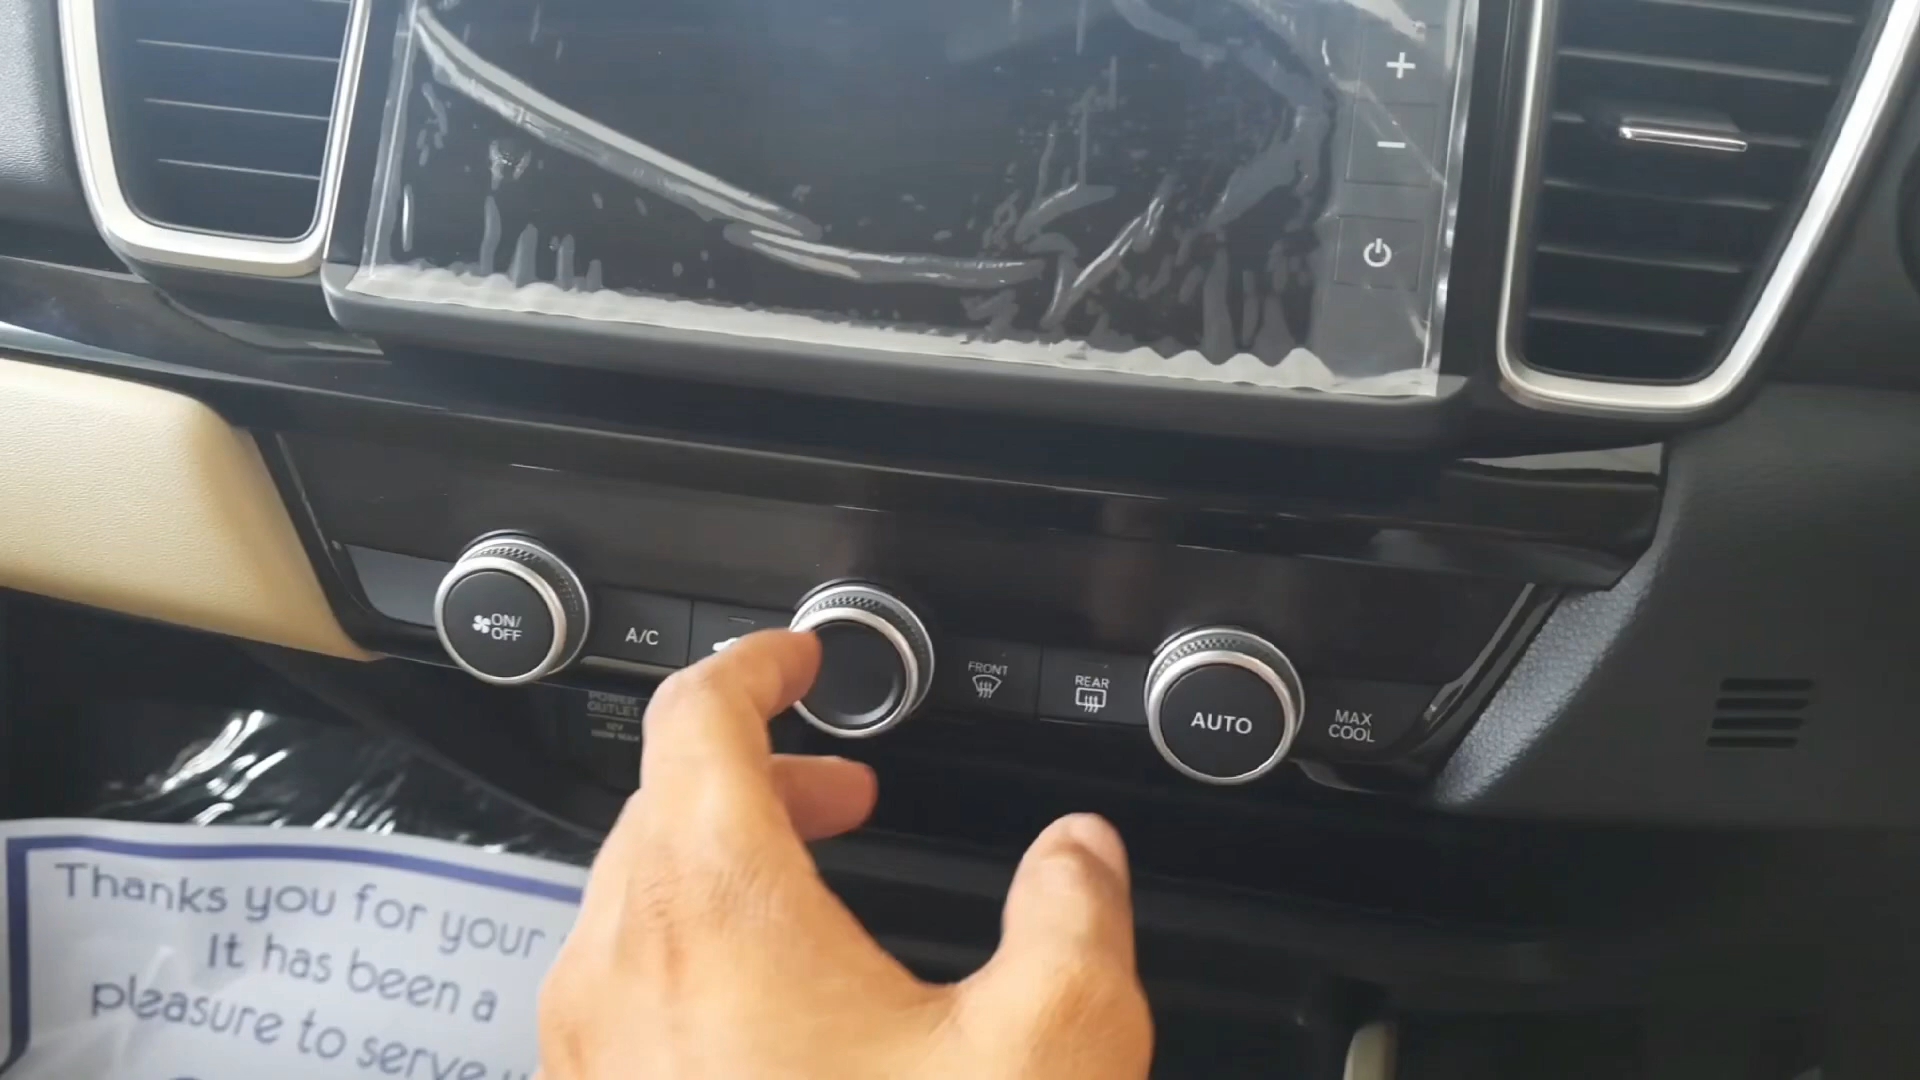 +
−
ON/
OFF
A/C
FRONT
REAR
AUTO
MAX
COOL
POWER
OUTLET
Thanks you for your
It has been a
pleasure to serve